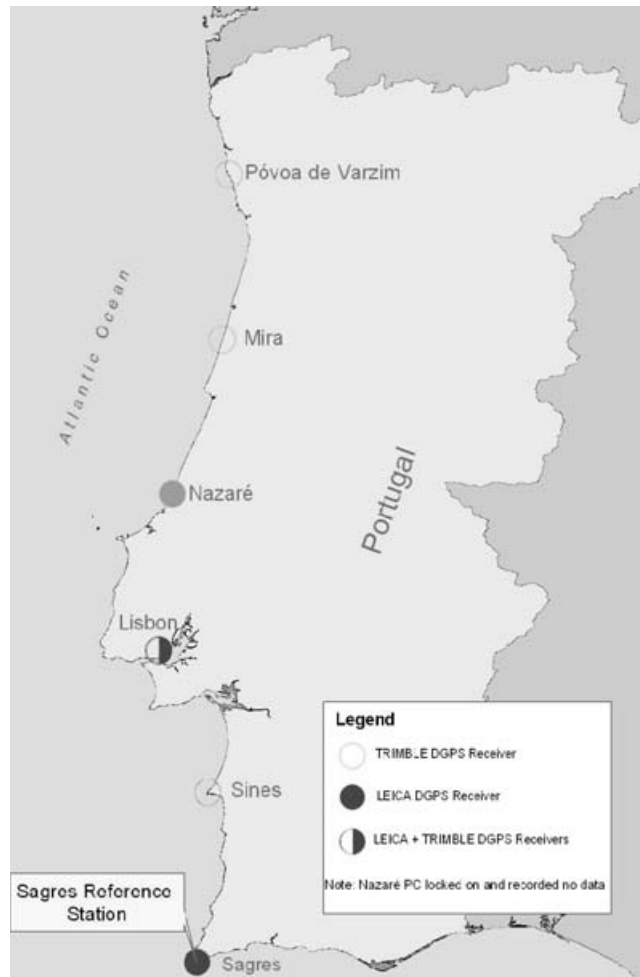 Póvoa de Varzim
Atlantic Ocean
Mira
Nazaré
Portugal
Lisbon
Legend
TRIMBLE DGPS Receiver
LEICA DGPS Receiver
LEICA + TRIMBLE DGPS Receivers
Note: Nazaré PC locked on and recorded no data
Sines
Sagres Reference
Station
Sagres